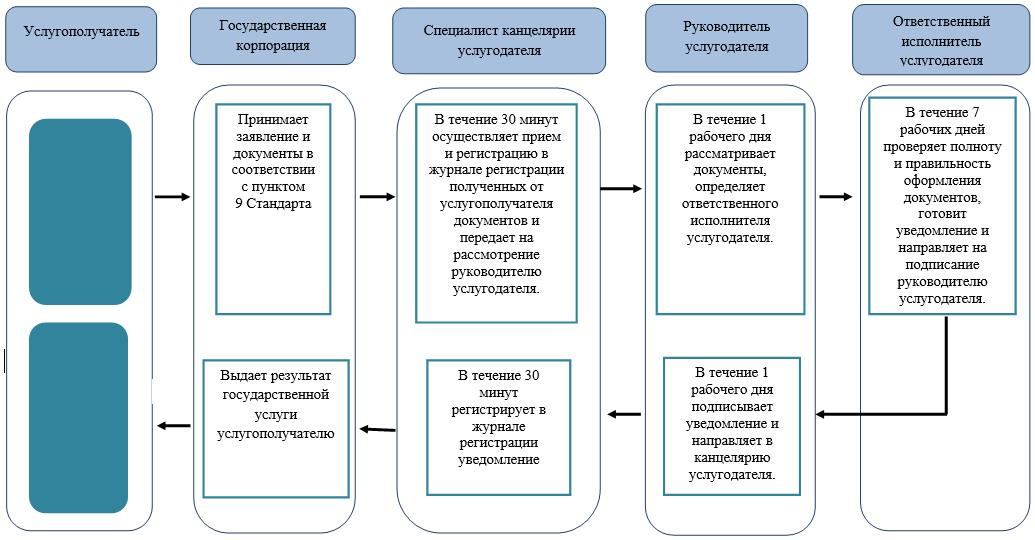 Услугополучатель
Государственная
корпорация
Специалист канцелярии
услугодателя
Руководитель
услугодателя
Ответственный
исполнитель
услугодателя
Принимает
заявление и
документы в
соответствии
с пунктом
9 Стандарта
В течение 30 минут
осуществляет прием
и регистрацию в
журнале регистрации
полученных от
услугополучателя
документов и
передает на
рассмотрение
руководителю
услугодателя.
В течение 1
рабочего дня
рассматривает
документы,
определяет
ответственного
исполнителя
услугодателя.
В течение 7
рабочих дней
проверяет полноту
и правильность
оформления
документов,
готовит
уведомление и
направляет на
подписание
руководителю
услугодателя.
Выдает результат
государственной
услуги
услугополучателю
В течение 30
минут
регистрирует в
журнале
регистрации
уведомление
В течение 1
рабочего дня
подписывает
уведомление и
направляет в
канцелярию
услугодателя.